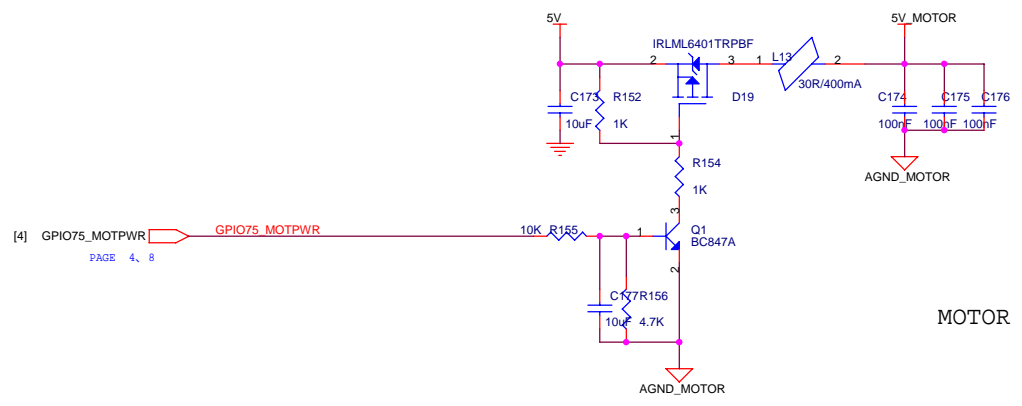 5V
5V_MOTOR
IRLML6401TRPBF
2
3
1
L13
2
30R/400mA
C173
R152
D19
C174
C175
C176
10uF
1K
100nF
100nF
100nF
1
R154
1K
AGND_MOTOR
3
[4] GPIO75_MOTPWR
GPIO75_MOTPWR
10K R155
1
Q1
BC847A
PAGE 4、8
2
C177
R156
10uF
4.7K
MOTOR
AGND_MOTOR